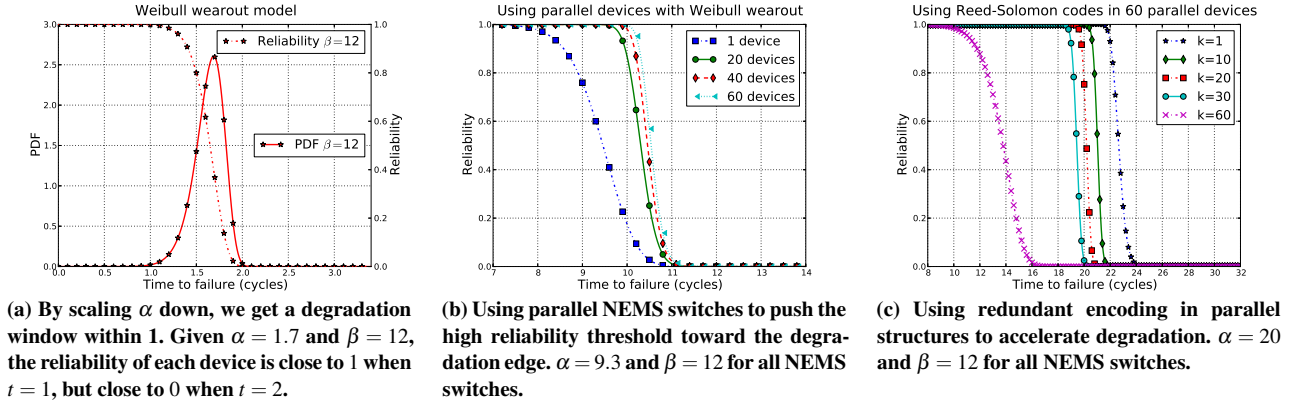 Weibull wearout model
3.0
2.5
2.0
1.5
1.0
0.5
0.0
PDF
1.0
0.8
0.6
0.4
0.2
0.0
Reliability
Reliability β=12
PDF β=12
0.0 0.5 1.0 1.5 2.0 2.5 3.0
Time to failure (cycles)
(a) By scaling α down, we get a degradation
window within 1. Given α = 1.7 and β = 12,
the reliability of each device is close to 1 when
t = 1, but close to 0 when t = 2.
Using parallel devices with Weibull wearout
1.0
0.8
0.6
0.4
0.2
0.0
Reliability
1 device
20 devices
40 devices
60 devices
7 8 9 10 11 12 13 14
Time to failure (cycles)
(b) Using parallel NEMS switches to push the
high reliability threshold toward the degra-
dation edge. α = 9.3 and β = 12 for all NEMS
switches.
Using Reed-Solomon codes in 60 parallel devices
1.0
0.8
0.6
0.4
0.2
0.0
Reliability
k=1
k=10
k=20
k=30
k=60
8 10 12 14 16 18 20 22 24 26 28 30 32
Time to failure (cycles)
(c) Using redundant encoding in parallel
structures to accelerate degradation. α = 20
and β = 12 for all NEMS switches.